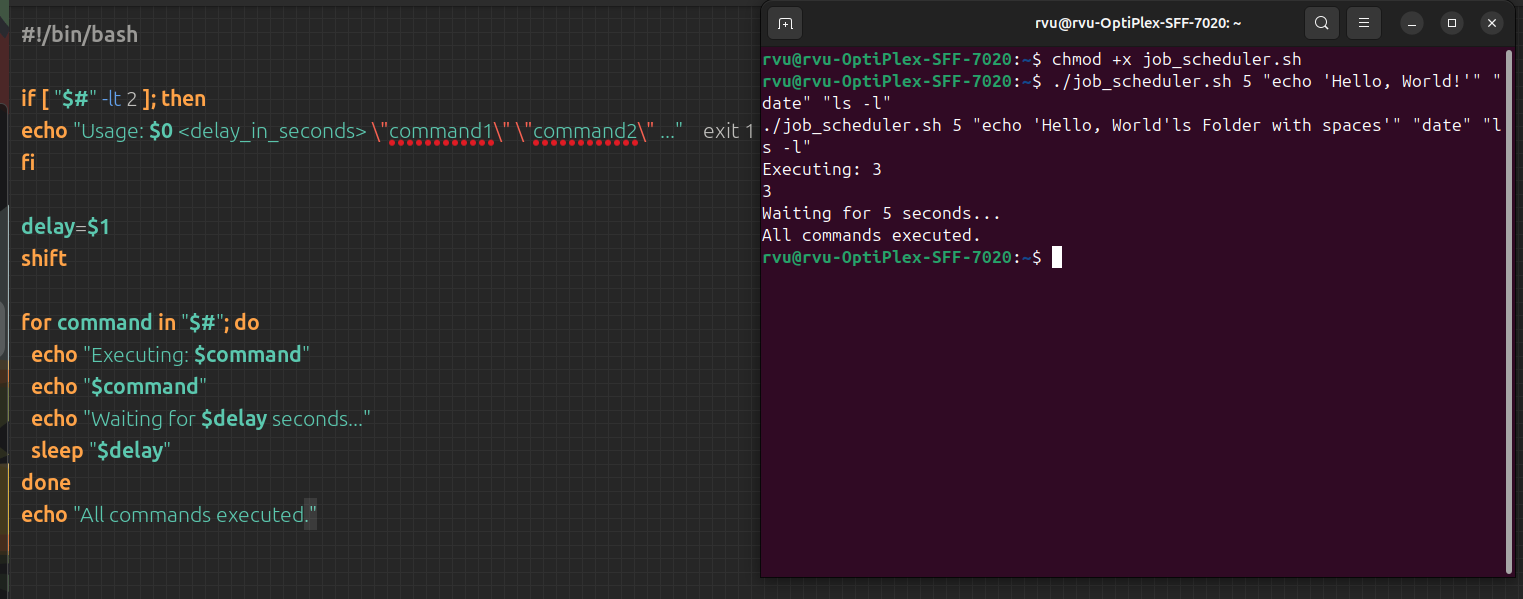 #!/bin/bash
if [ "$#" -lt 2 ]; then
echo "Usage: $0 <delay_in_seconds> \"command1\" \"command2\" ..."    exit 1
fi
delay=$1
shift
for command in "$#"; do
  echo "Executing: $command"
  echo "$command"
  echo "Waiting for $delay seconds..."
  sleep "$delay"
done
echo "All commands executed."
rvu@rvu-OptiPlex-SFF-7020: ~
rvu@rvu-OptiPlex-SFF-7020:~$ chmod +x job_scheduler.sh
rvu@rvu-OptiPlex-SFF-7020:~$ ./job_scheduler.sh 5 "echo 'Hello, World!'" "
date" "ls -l"
./job_scheduler.sh 5 "echo 'Hello, World'ls Folder with spaces'" "date" "l
s -l"
Executing: 3
3
Waiting for 5 seconds...
All commands executed.
rvu@rvu-OptiPlex-SFF-7020:~$